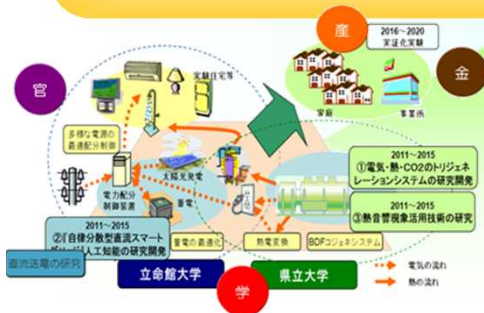 産
2016～2020
実証化実験
金
官
実験住宅等
家庭
事業所
多様な電源の
最適配分制御
太陽光発電
2011～2015
①電気・熱・CO2のトリジェネ
レーションシステムの研究開発
電力配分
制御装置
蓄電
2011～2015
③熱音響現象活用技術の研究
2011～2015
②『自律分散型直流スマート
人工知能の研究開発
直流送電の研究
蓄電の最適化
熱電変換
BDFコジェネシステム
立命館大学
県立大学
学
電気の流れ
熱の流れ